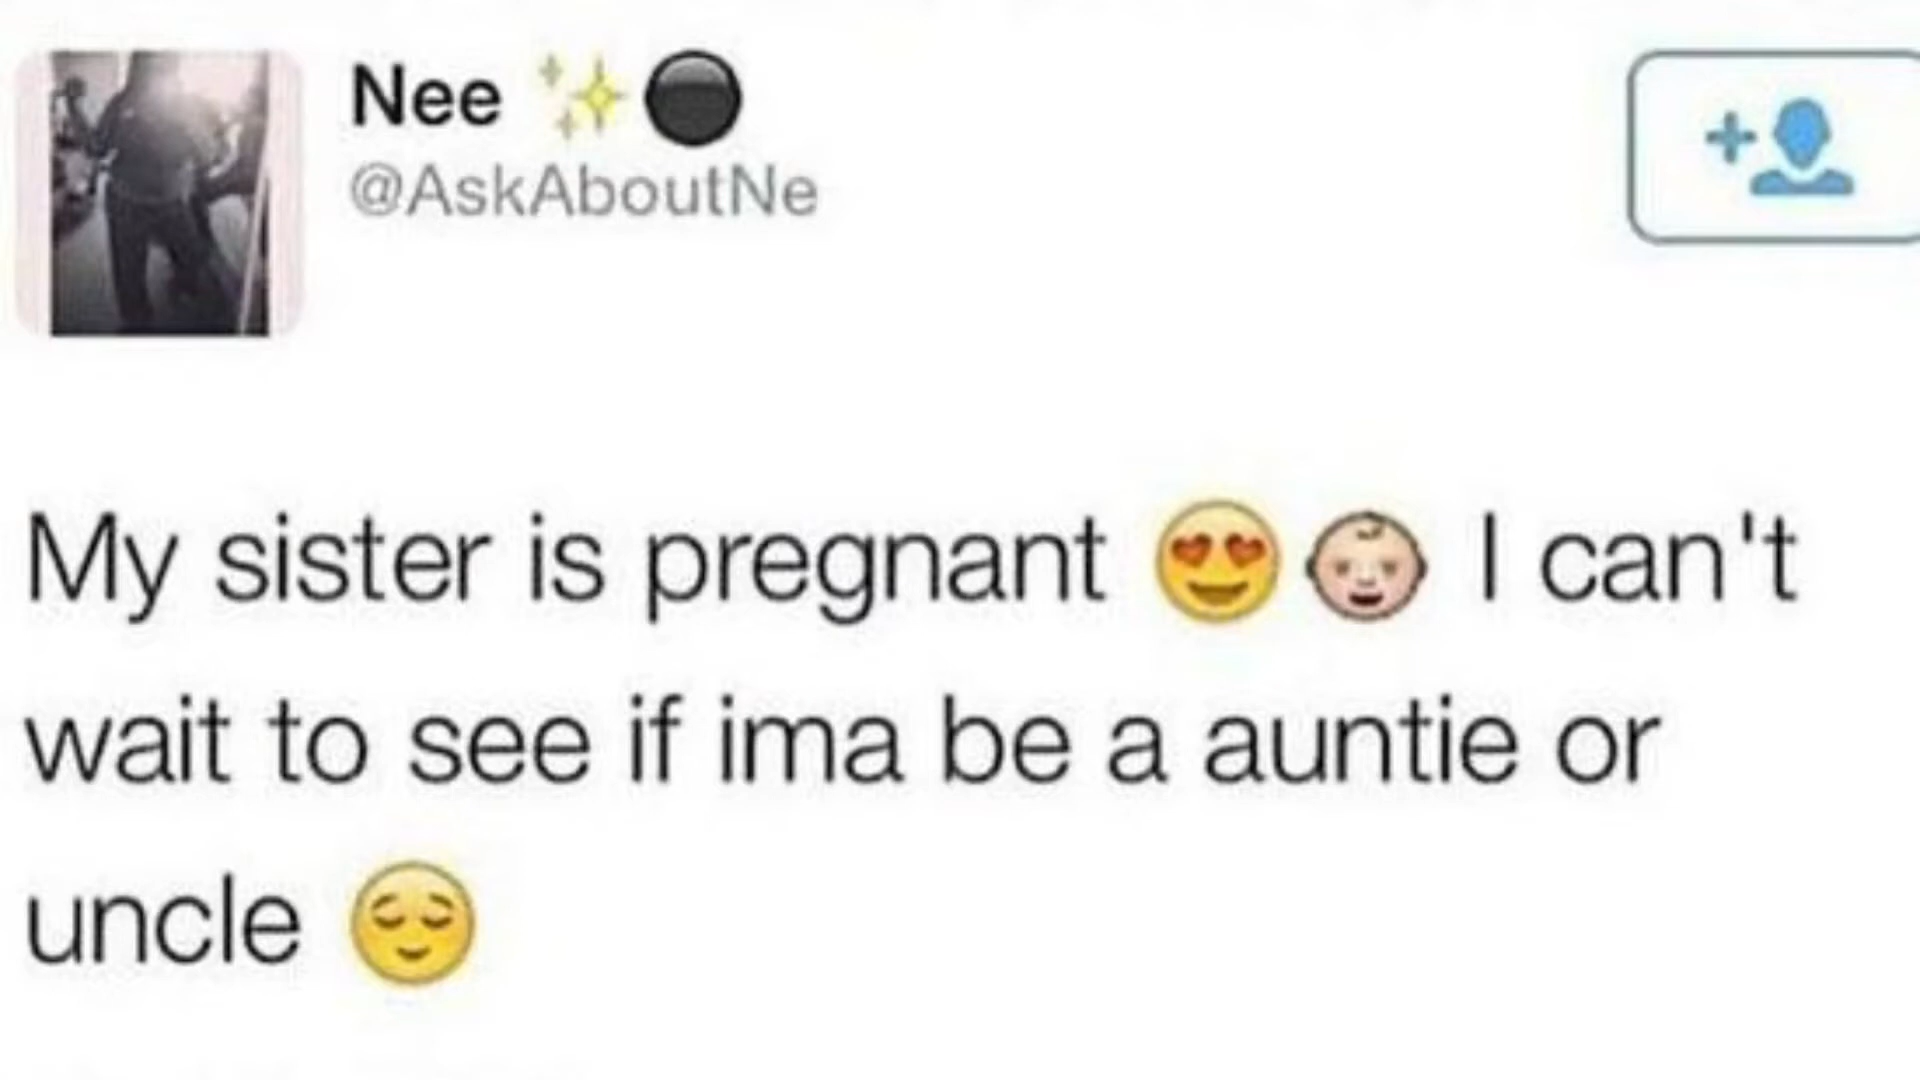 Nee ✨⚫
@AskAboutNe
My sister is pregnant 😍👶 I can't
wait to see if ima be a auntie or
uncle 😌